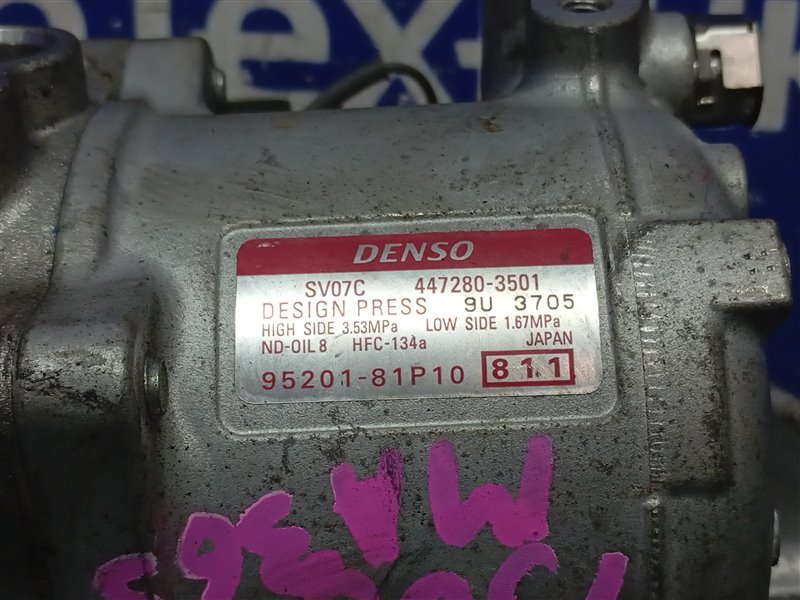 DENSO
SV07C 447280-3501
DESIGN PRESS 9U 3705
HIGH SIDE 3.53MPa LOW SIDE 1.67MPa
ND-OIL 8 HFC-134a JAPAN
95201-81P10 811